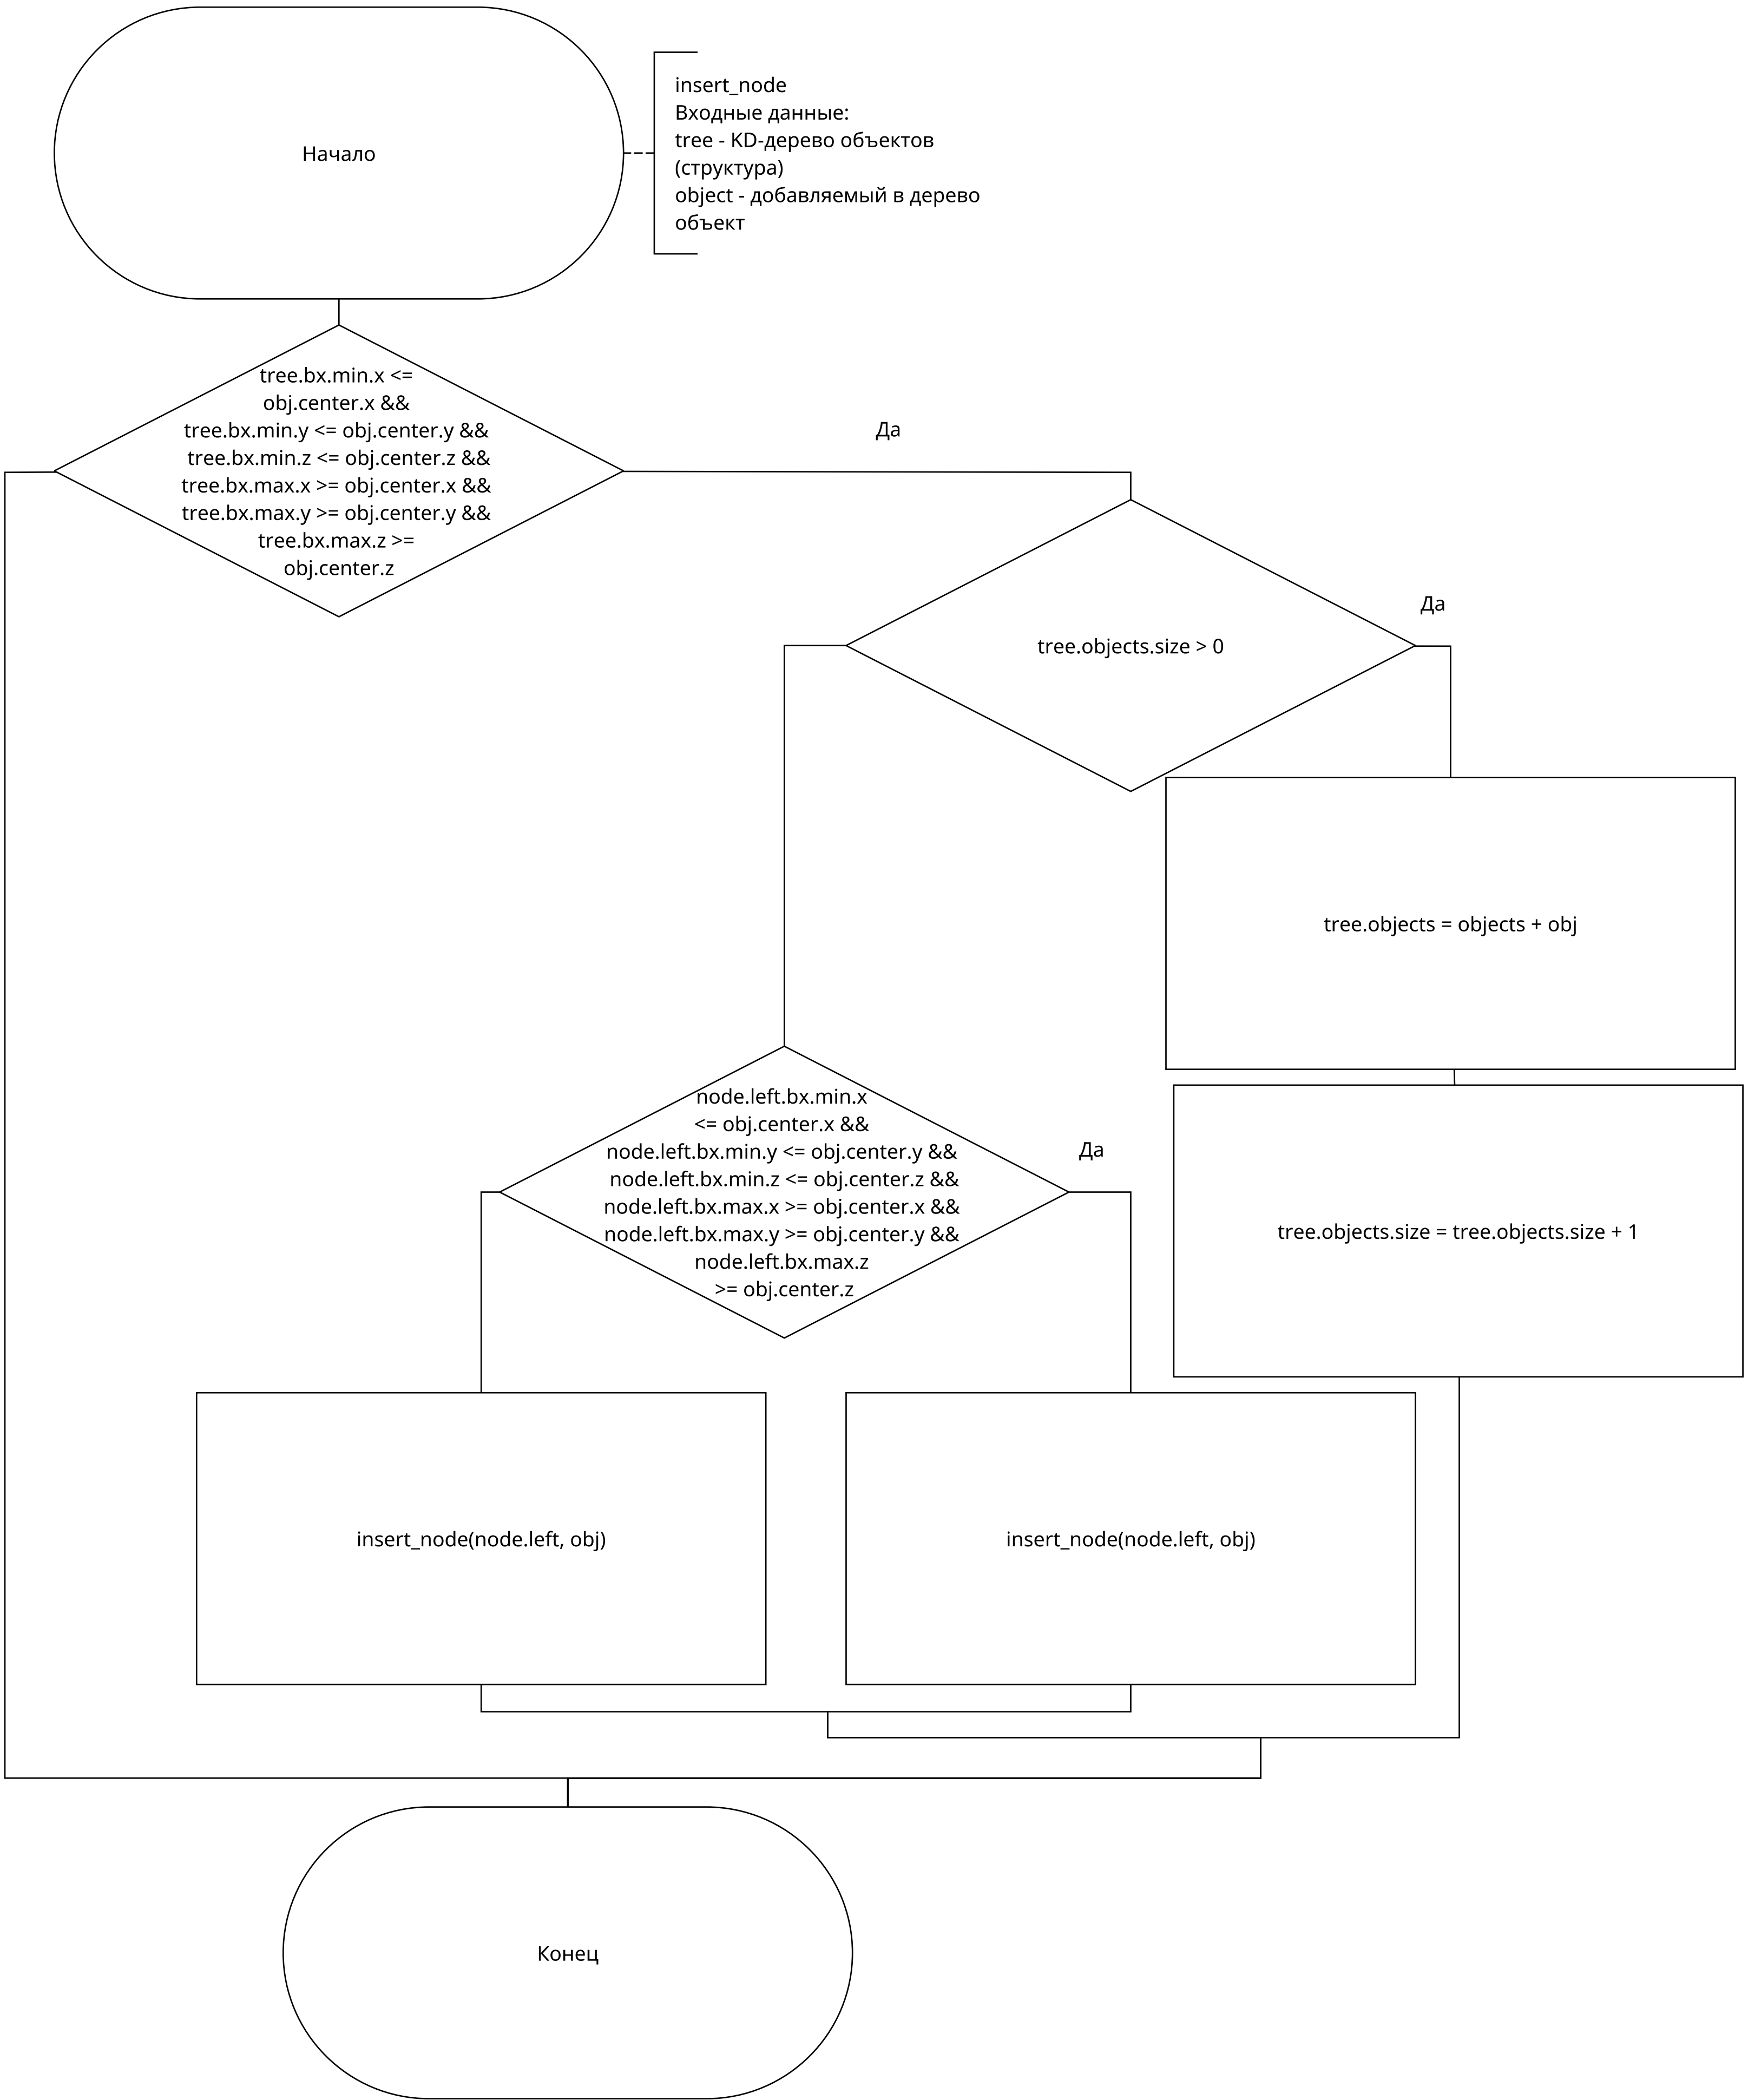 Начало
insert_node
Входные данные:
tree - KD-дерево объектов
(структура)
object - добавляемый в дерево
объект
tree.bx.min.x <=
obj.center.x &&
tree.bx.min.y <= obj.center.y &&
tree.bx.min.z <= obj.center.z &&
tree.bx.max.x >= obj.center.x &&
tree.bx.max.y >= obj.center.y &&
tree.bx.max.z >=
obj.center.z
Да
tree.objects.size > 0
Да
tree.objects = objects + obj
node.left.bx.min.x
<= obj.center.x &&
node.left.bx.min.y <= obj.center.y &&
node.left.bx.min.z <= obj.center.z &&
node.left.bx.max.x >= obj.center.x &&
node.left.bx.max.y >= obj.center.y &&
node.left.bx.max.z
>= obj.center.z
Да
tree.objects.size = tree.objects.size + 1
insert_node(node.left, obj)
insert_node(node.left, obj)
Конец